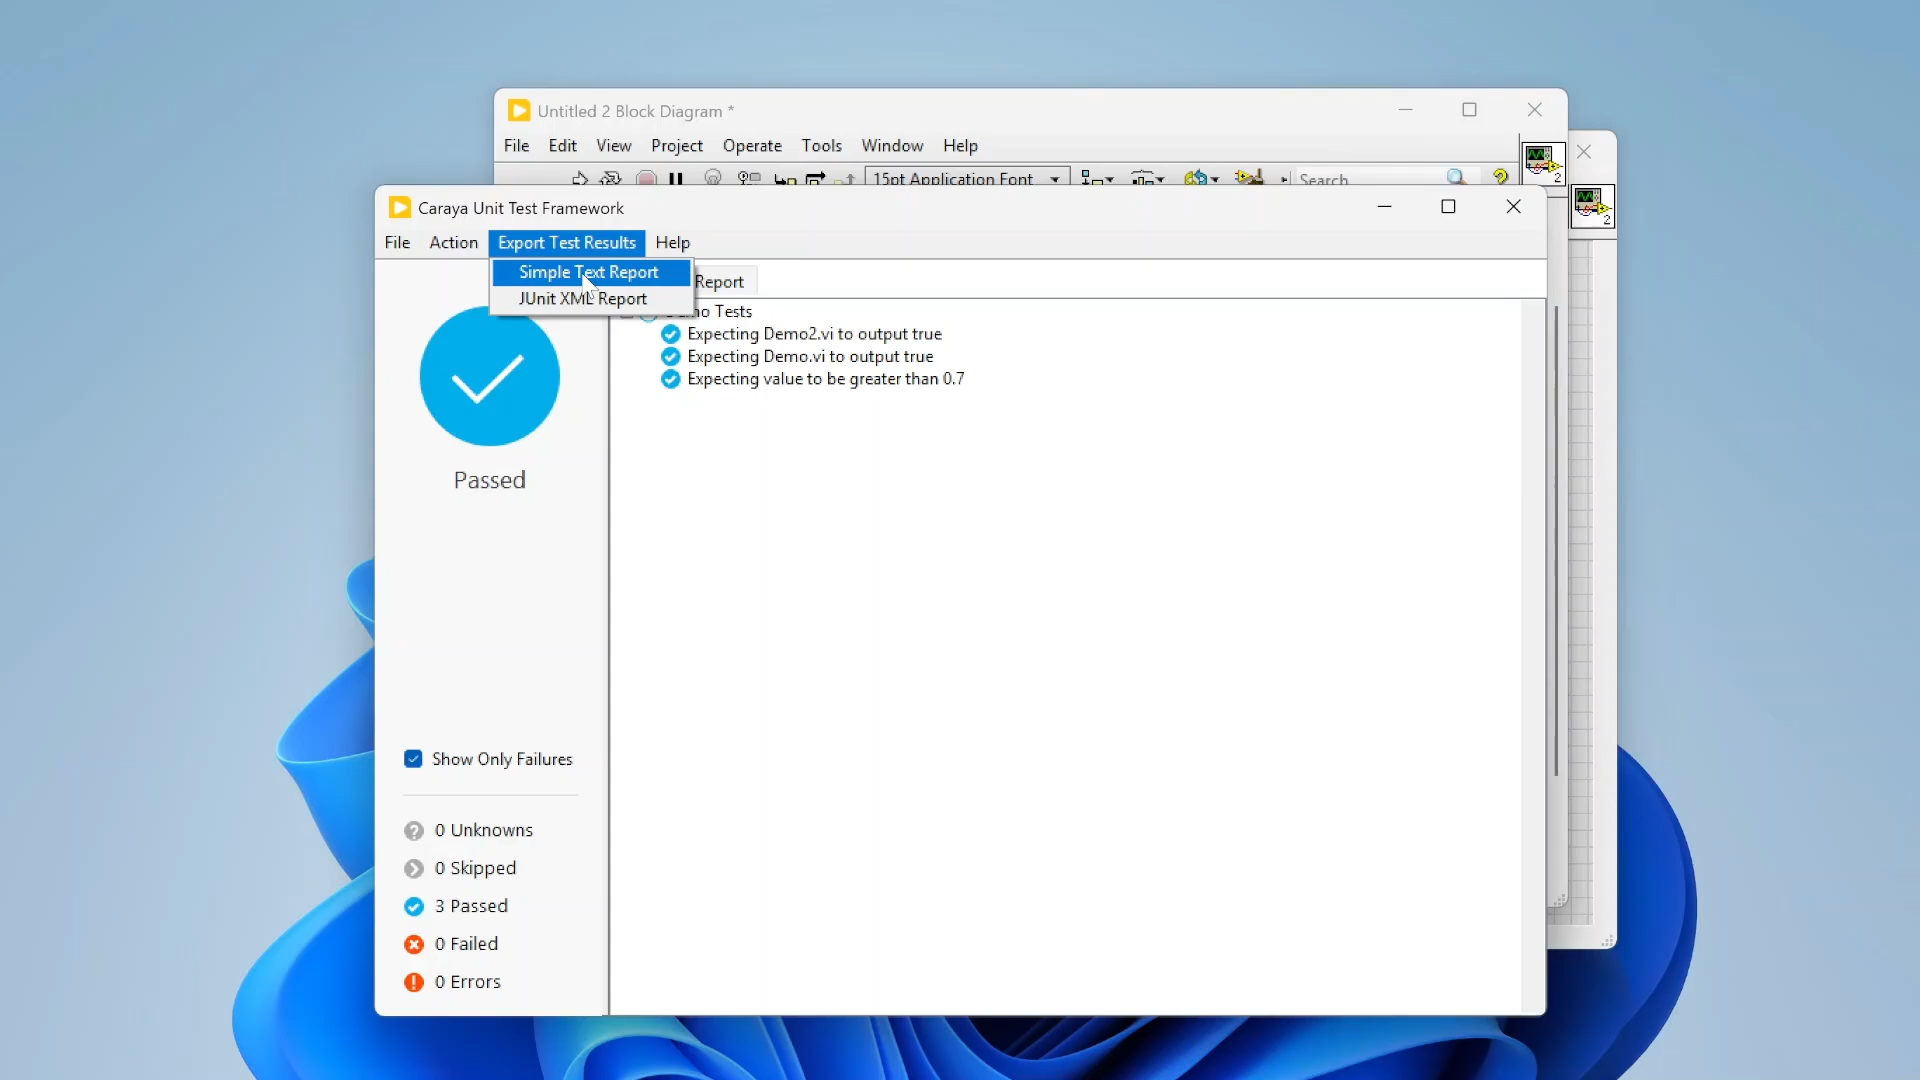 Untitled 2 Block Diagram *
File Edit View Project Operate Tools Window Help
15pt Application Font Search
2
2
Caraya Unit Test Framework
File Action Export Test Results Help
Simple Text Report
JUnit XML Report
Report
Tests
Expecting Demo2.vi to output true
Expecting Demo.vi to output true
Expecting value to be greater than 0.7
Passed
Show Only Failures
0 Unknowns
0 Skipped
3 Passed
0 Failed
0 Errors